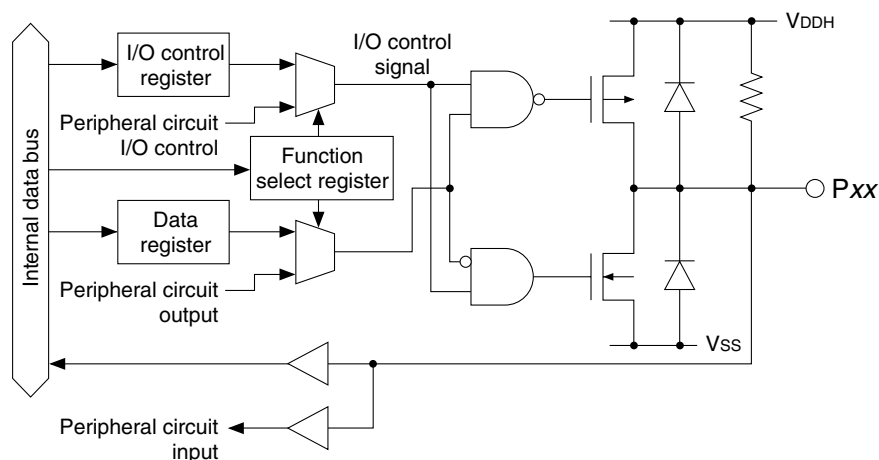 I/O control
register
I/O control
signal
VDDH
Peripheral circuit
I/O control
Function
select register
Internal data bus
Pxx
Data
register
Peripheral circuit
output
VSS
Peripheral circuit
input